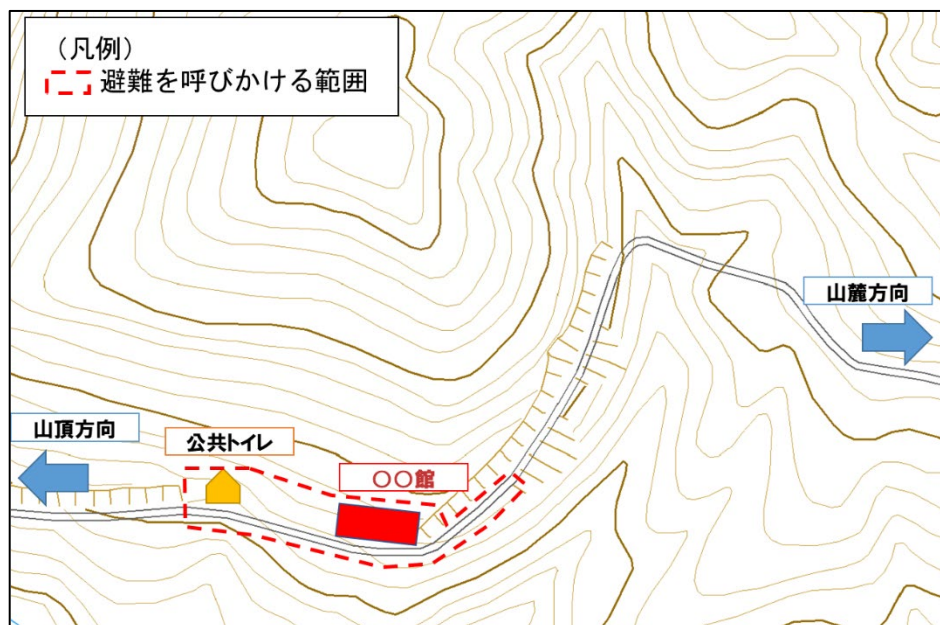 （凡例）
避難を呼びかける範囲
山麓方向
山頂方向
公共トイレ
〇〇館